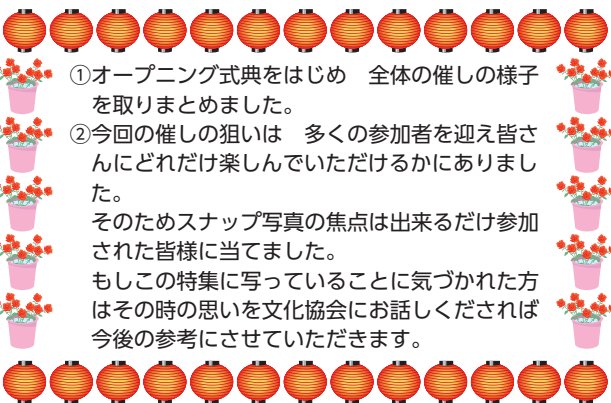 ①オープニング式典をはじめ　全体の催しの様子
を取りまとめました。
②今回の催しの狙いは　多くの参加者を迎え皆さ
んにどれだけ楽しんでいただけるかにありまし
た。
そのためスナップ写真の焦点は出来るだけ参加
された皆様に当てました。
もしこの特集に写っていることに気づかれた方
はその時の思いを文化協会にお話しくだされば
今後の参考にさせていただきます。